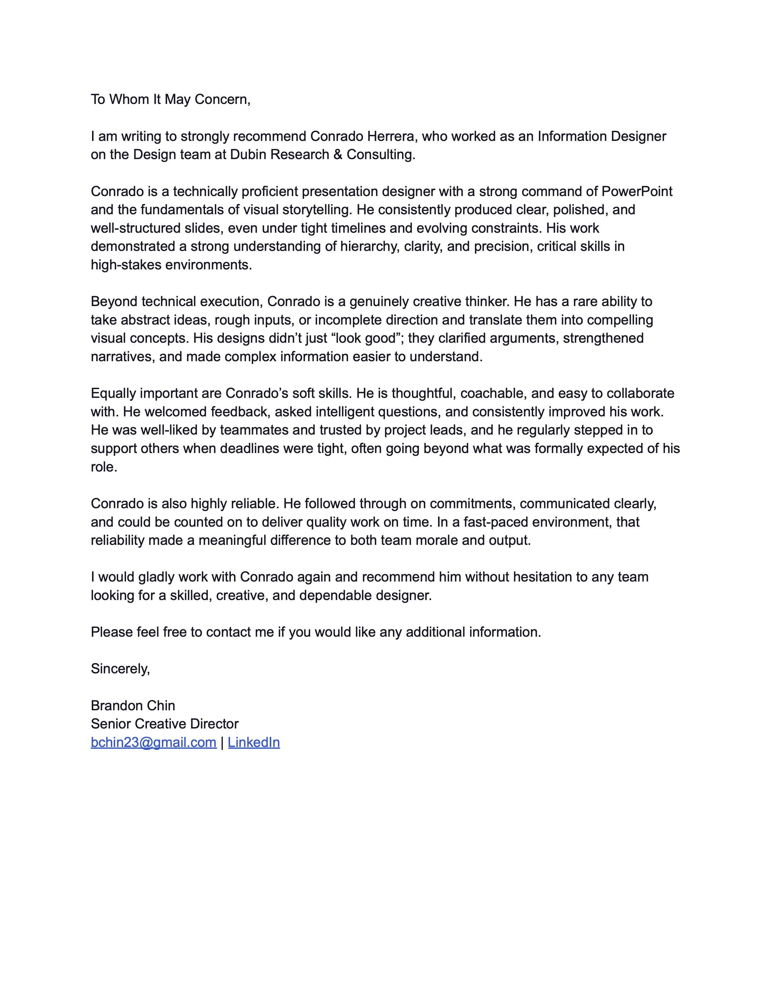 To Whom It May Concern,
I am writing to strongly recommend Conrado Herrera, who worked as an Information Designer
on the Design team at Dubin Research & Consulting.
Conrado is a technically proficient presentation designer with a strong command of PowerPoint
and the fundamentals of visual storytelling. He consistently produced clear, polished, and
well-structured slides, even under tight timelines and evolving constraints. His work
demonstrated a strong understanding of hierarchy, clarity, and precision, critical skills in
high-stakes environments.
Beyond technical execution, Conrado is a genuinely creative thinker. He has a rare ability to
take abstract ideas, rough inputs, or incomplete direction and translate them into compelling
visual concepts. His designs didn’t just “look good”; they clarified arguments, strengthened
narratives, and made complex information easier to understand.
Equally important are Conrado’s soft skills. He is thoughtful, coachable, and easy to collaborate
with. He welcomed feedback, asked intelligent questions, and consistently improved his work.
He was well-liked by teammates and trusted by project leads, and he regularly stepped in to
support others when deadlines were tight, often going beyond what was formally expected of his
role.
Conrado is also highly reliable. He followed through on commitments, communicated clearly,
and could be counted on to deliver quality work on time. In a fast-paced environment, that
reliability made a meaningful difference to both team morale and output.
I would gladly work with Conrado again and recommend him without hesitation to any team
looking for a skilled, creative, and dependable designer.
Please feel free to contact me if you would like any additional information.
Sincerely,
Brandon Chin
Senior Creative Director
bchin23@gmail.com | LinkedIn